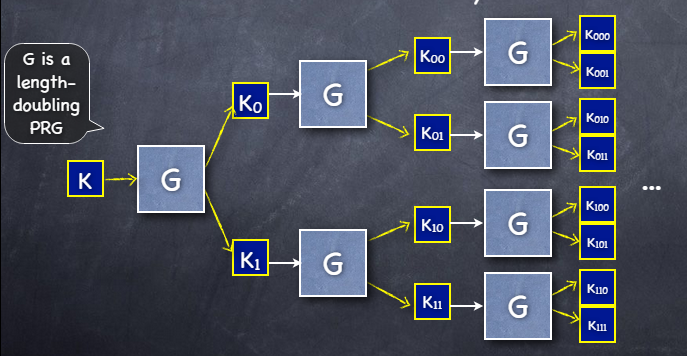 G is a
length-
doubling
PRG
K
G
K0
K1
G
G
K00
K01
K10
K11
G
G
G
G
K000
K001
K010
K011
K100
K101
K110
K111
...